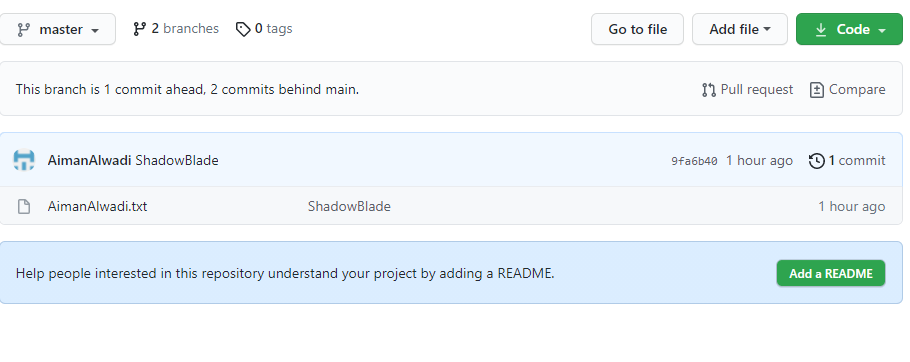 master 2 branches 0 tags Go to file Add file Code
This branch is 1 commit ahead, 2 commits behind main. Pull request Compare
AimanAlwadi ShadowBlade 9fa6b40 1 hour ago 1 commit
AimanAlwadi.txt ShadowBlade 1 hour ago
Help people interested in this repository understand your project by adding a README. Add a README